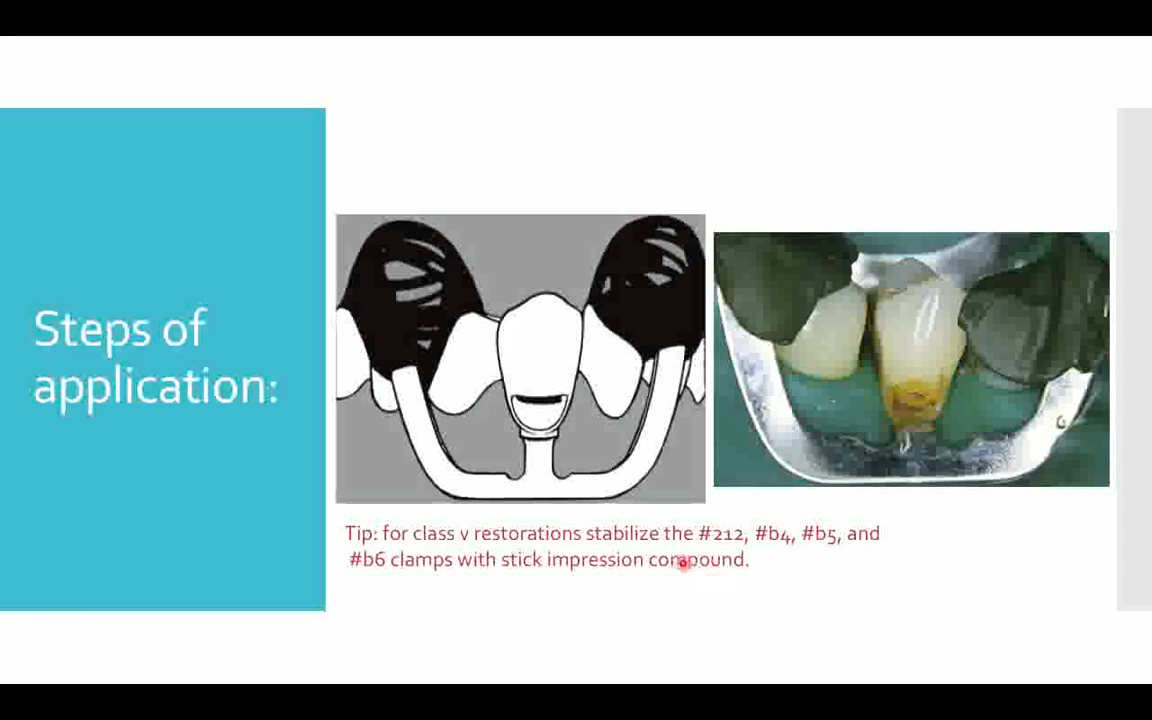 Steps of
application:
Tip: for class v restorations stabilize the #212, #b4, #b5, and
#b6 clamps with stick impression compound.